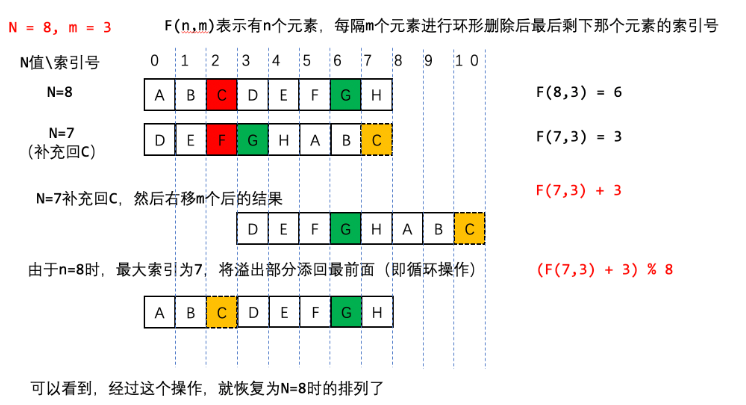 N = 8, m = 3
F(n,m)表示有n个元素，每隔m个元素进行环形删除后最后剩下那个元素的索引号
N值\索引号 0 1 2 3 4 5 6 7 8 9 10
N=8 A B C D E F G H F(8,3) = 6
N=7 D E F G H A B C F(7,3) = 3
（补充回C）
N=7补充回C，然后右移m个后的结果 F(7,3) + 3
D E F G H A B C
由于n=8时，最大索引为7，将溢出部分添回最前面（即循环操作） (F(7,3) + 3) % 8
A B C D E F G H
可以看到，经过这个操作，就恢复为N=8时的排列了